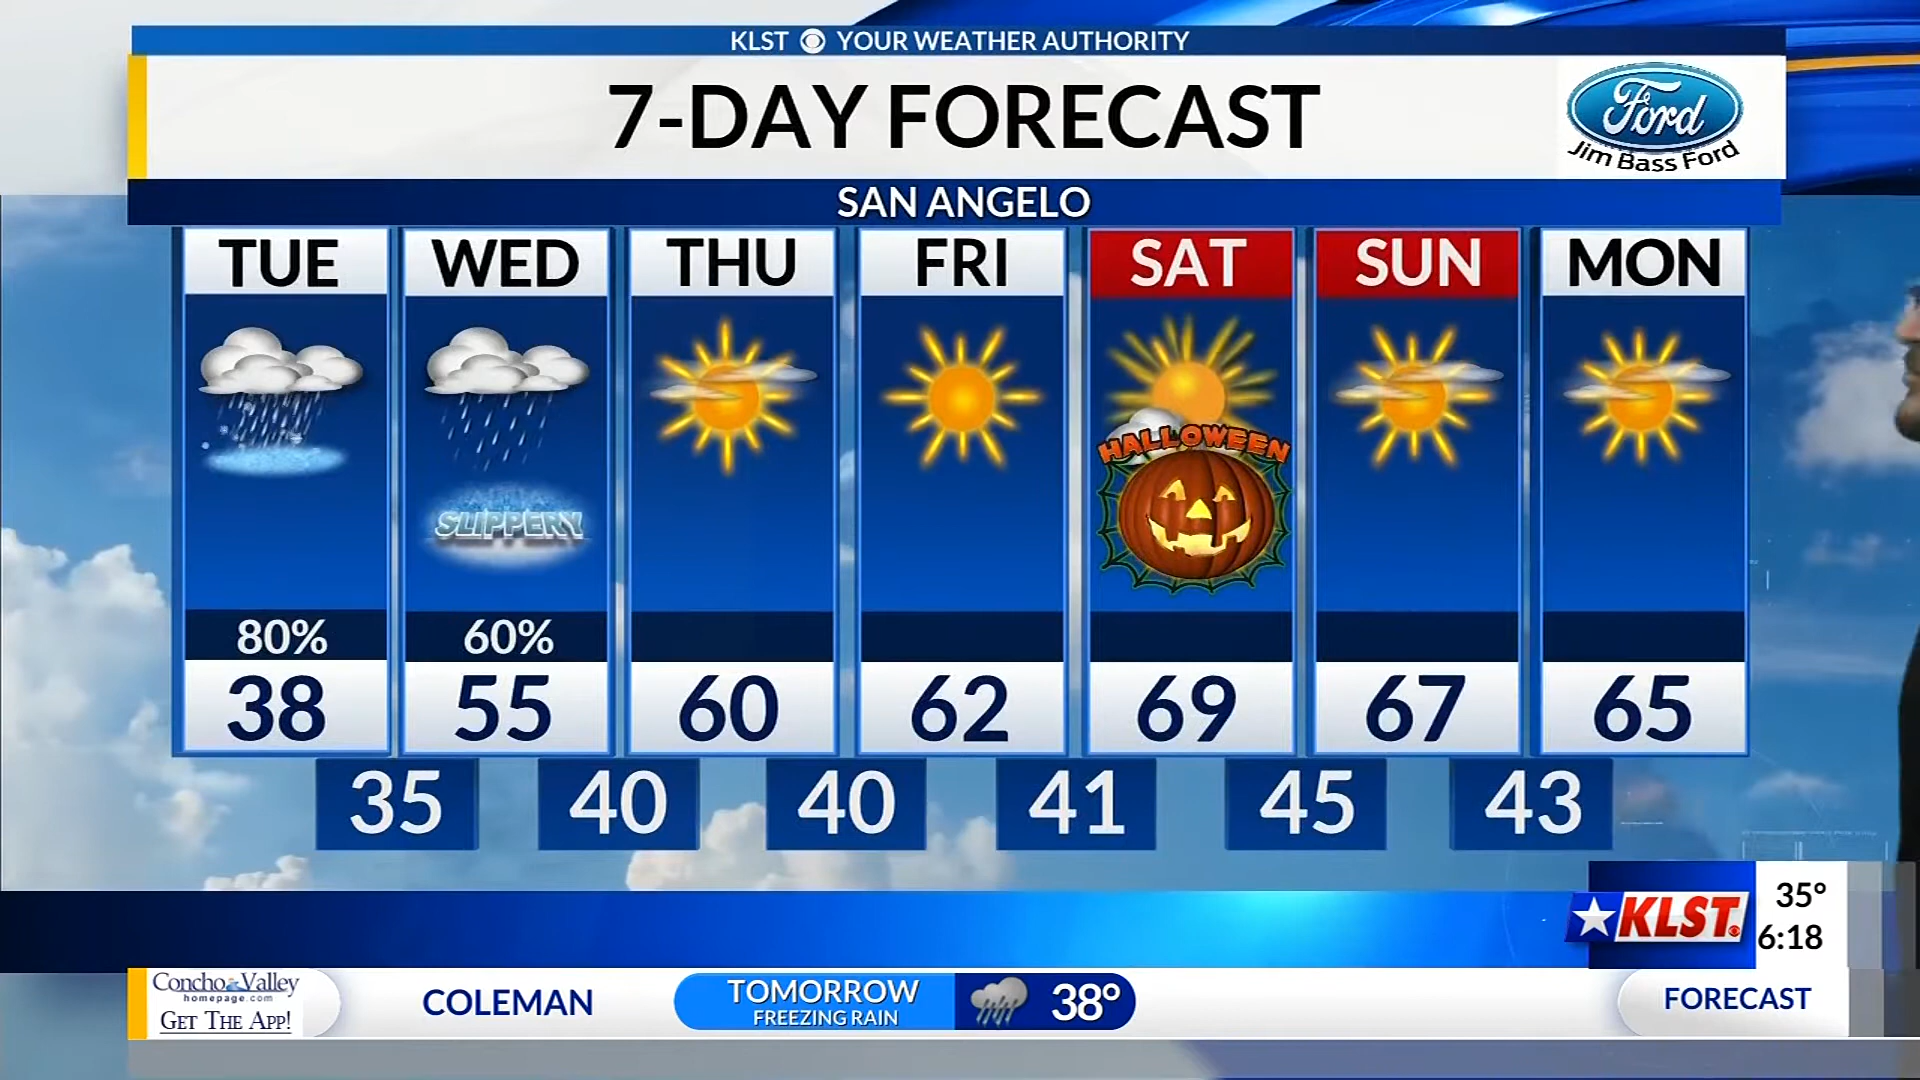 KLST YOUR WEATHER AUTHORITY
7-DAY FORECAST
Ford
Jim Bass Ford
SAN ANGELO
TUE WED THU FRI SAT SUN MON
HALLOWEEN
SLIPPERY
80% 60%
38 55 60 62 69 67 65
35 40 40 41 45 43
KLST
35°
6:18
Concho Valley
homepage.com
GET THE APP!
COLEMAN
TOMORROW
FREEZING RAIN
38°
FORECAST